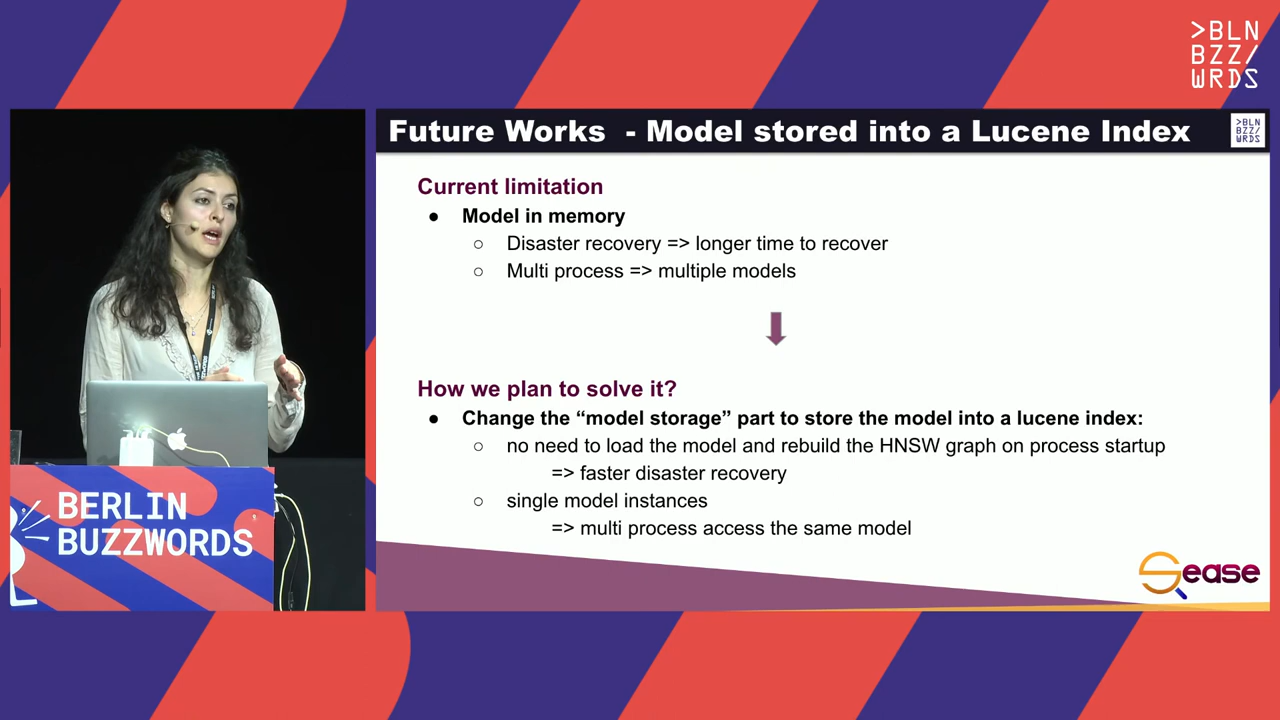 >BLN
BZZ/
WRDS
Future Works - Model stored into a Lucene Index
>BLN
BZZ/
WRDS
Current limitation
● Model in memory
○ Disaster recovery => longer time to recover
○ Multi process => multiple models
How we plan to solve it?
● Change the “model storage” part to store the model into a lucene index:
○ no need to load the model and rebuild the HNSW graph on process startup
=> faster disaster recovery
○ single model instances
=> multi process access the same model
Sease
BERLIN
BUZZWORDS